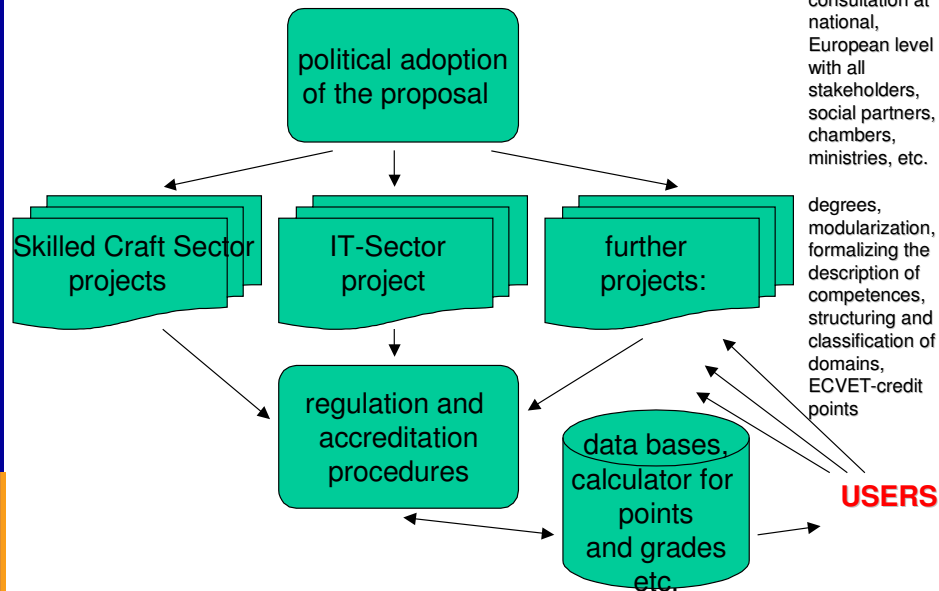 political adoption
of the proposal
consultation at
national,
European level
with all
stakeholders,
social partners,
chambers,
ministries, etc.
Skilled Craft Sector
projects
IT-Sector
project
further
projects:
degrees,
modularization,
formalizing the
description of
competences,
structuring and
classification of
domains,
ECVET-credit
points
regulation and
accreditation
procedures
data bases,
calculator for
points
and grades
etc.
USERS